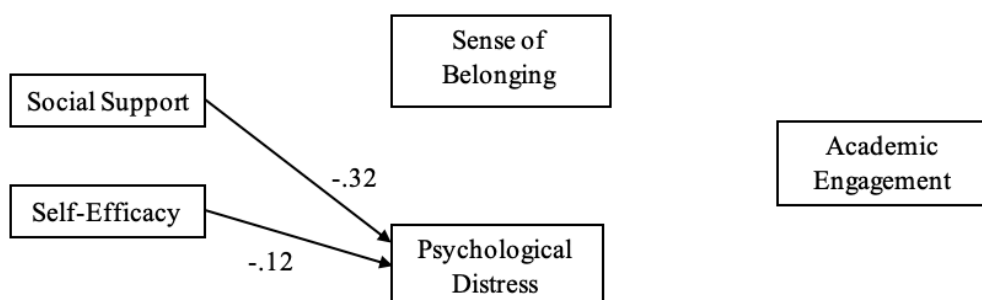 Sense of
Belonging
Social Support
Academic
Engagement
-.32
Self-Efficacy
-.12
Psychological
Distress